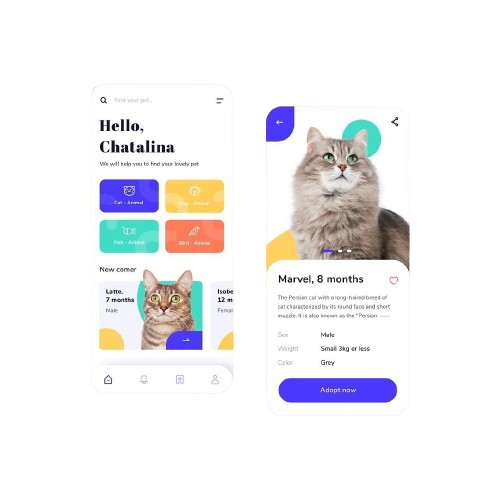 Find your pet..
Hello,
Chatalina
We will help you to find your lovely pet
Cat - Animal
Dog - Animal
Fish - Animal
Bird - Animal
New comer
Latte,
7 months
Male
Isobe
12 m
Femal
Marvel, 8 months
The Persian cat with a long-haired breed of
cat characterized by its round face and short
muzzle. It is also known as the "Persian
Sex Male
Weight Small 3kg or less
Color Grey
Adopt now